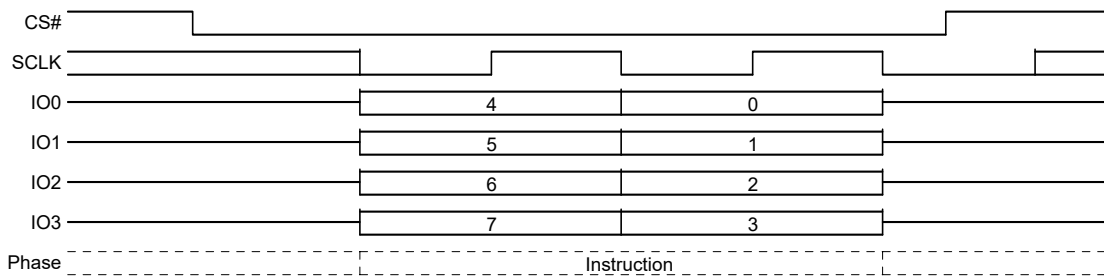 CS#
SCLK
IO0 4 0
IO1 5 1
IO2 6 2
IO3 7 3
Phase Instruction